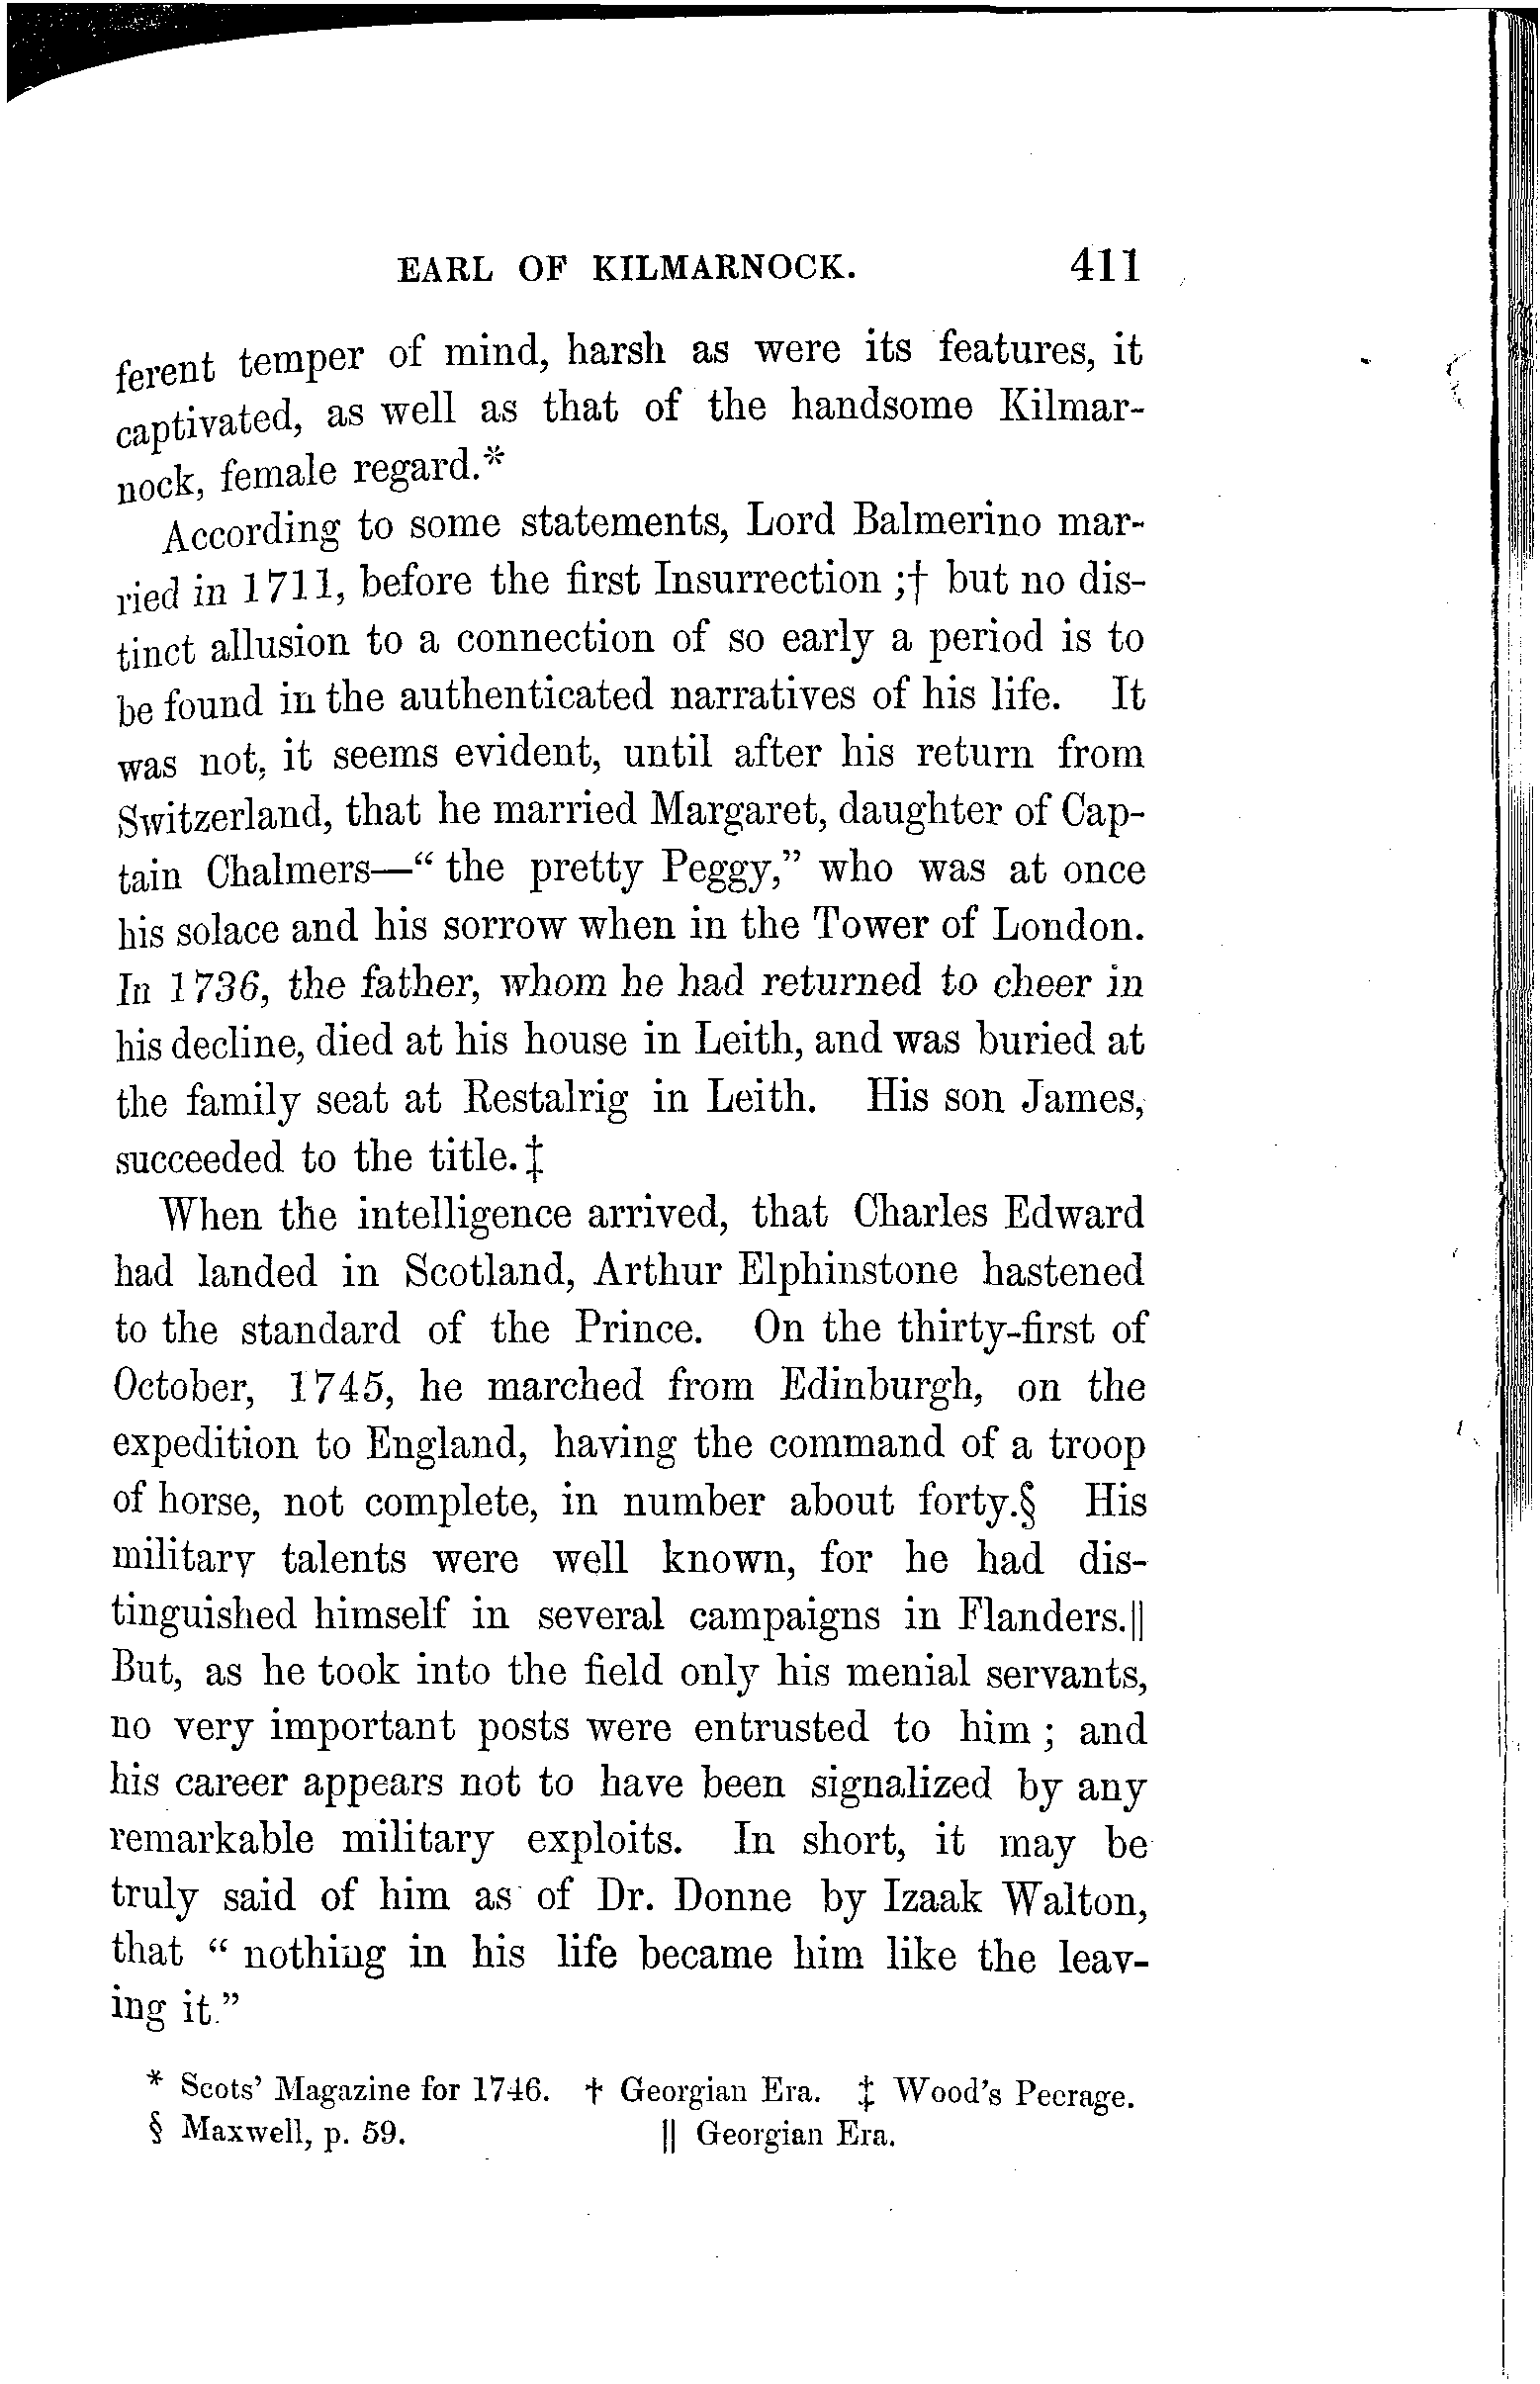 EARL OF KILMARNOCK. 411
ferent temper of mind, harsh as were its features, it
captivated, as well as that of the handsome Kilmar-
nock, female regard.*
According to some statements, Lord Balmerino mar-
ried in 1711, before the first Insurrection ;† but no dis-
tinct allusion to a connection of so early a period is to
be found in the authenticated narratives of his life. It
was not, it seems evident, until after his return from
Switzerland, that he married Margaret, daughter of Cap-
tain Chalmers—“ the pretty Peggy,” who was at once
his solace and his sorrow when in the Tower of London.
In 1736, the father, whom he had returned to cheer in
his decline, died at his house in Leith, and was buried at
the family seat at Restalrig in Leith. His son James,
succeeded to the title.‡
When the intelligence arrived, that Charles Edward
had landed in Scotland, Arthur Elphinstone hastened
to the standard of the Prince. On the thirty-first of
October, 1745, he marched from Edinburgh, on the
expedition to England, having the command of a troop
of horse, not complete, in number about forty.§ His
military talents were well known, for he had dis-
tinguished himself in several campaigns in Flanders.||
But, as he took into the field only his menial servants,
no very important posts were entrusted to him ; and
his career appears not to have been signalized by any
remarkable military exploits. In short, it may be
truly said of him as of Dr. Donne by Izaak Walton,
that “ nothing in his life became him like the leav-
ing it.”
* Scots’ Magazine for 1746. † Georgian Era. ‡ Wood’s Peerage.
§ Maxwell, p. 59. || Georgian Era.